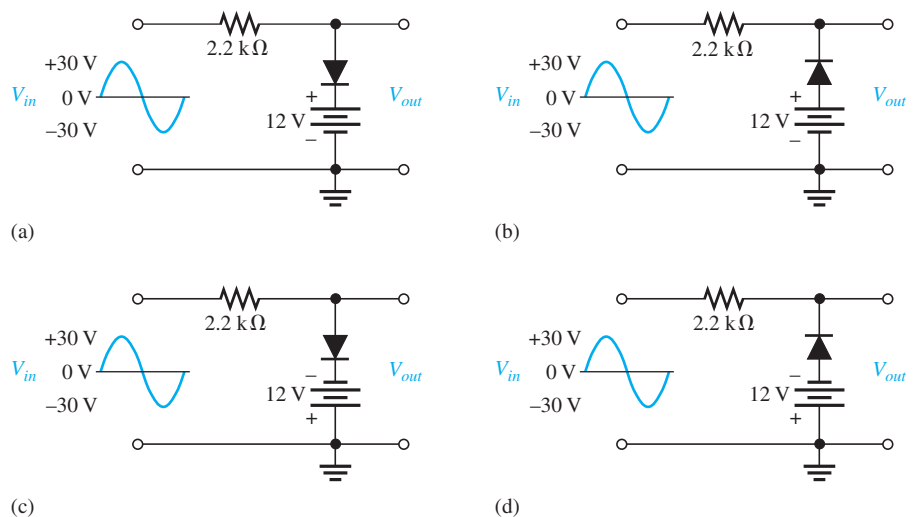 2.2 kΩ
+30 V
V_in
0 V
–30 V
+
12 V
–
V_out
(a)
2.2 kΩ
+30 V
V_in
0 V
–30 V
+
12 V
–
V_out
(b)
2.2 kΩ
+30 V
V_in
0 V
–30 V
–
12 V
+
V_out
(c)
2.2 kΩ
+30 V
V_in
0 V
–30 V
–
12 V
+
V_out
(d)